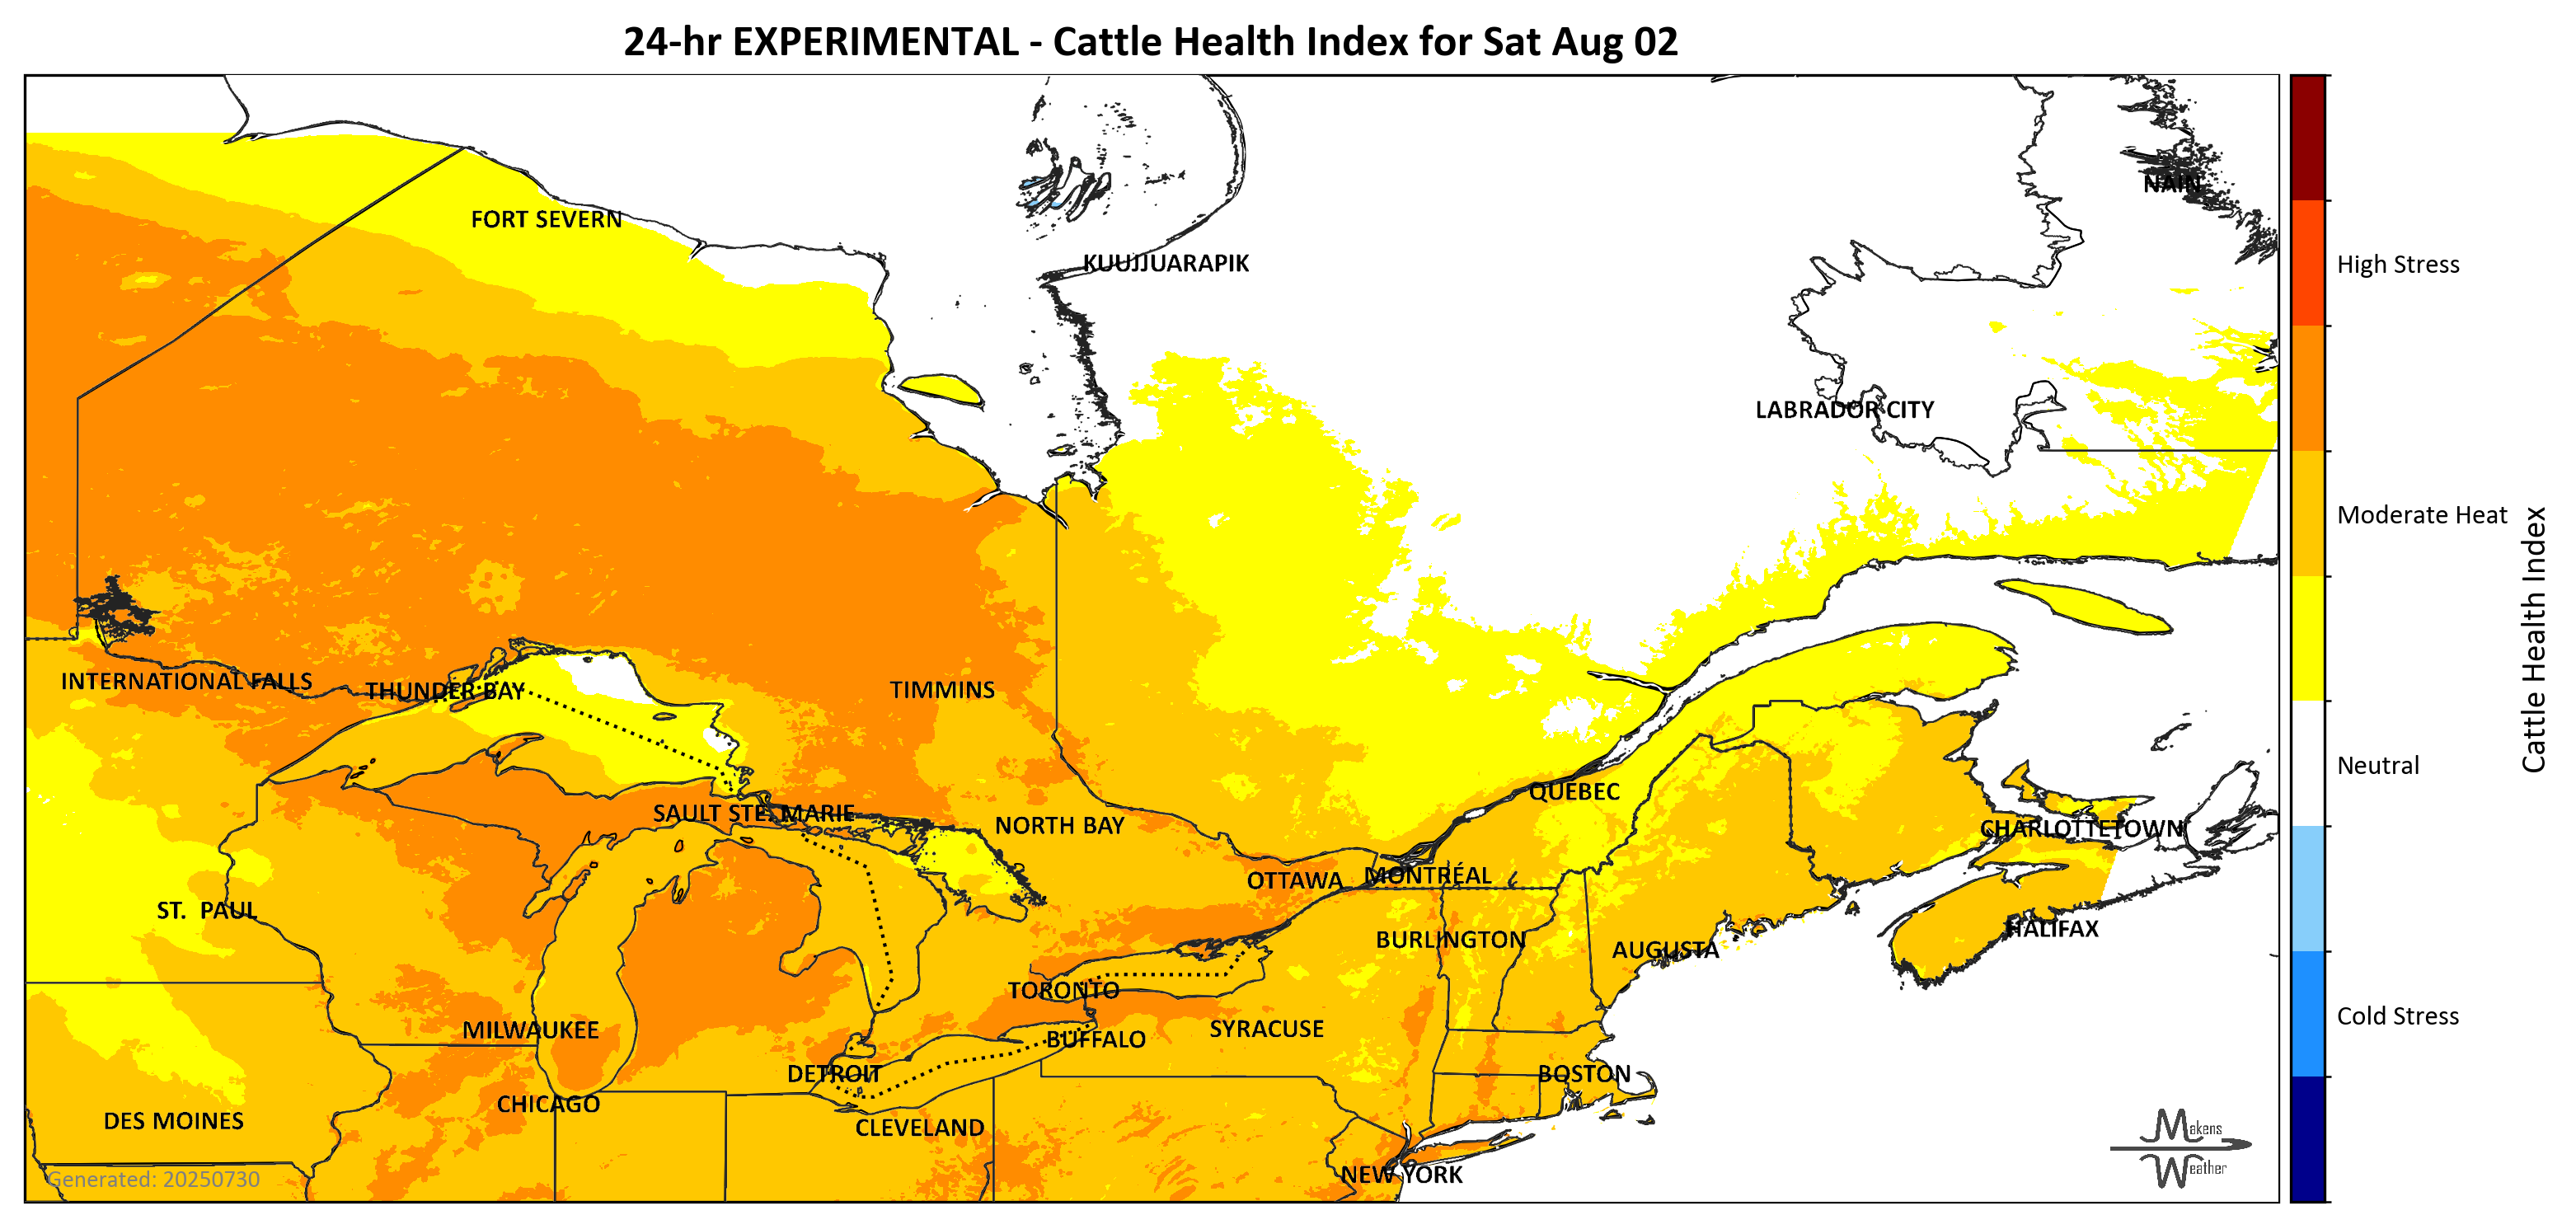 24-hr EXPERIMENTAL - Cattle Health Index for Sat Aug 02
NAIN
FORT SEVERN
KUUJJUARAPIK
High Stress
LABRADOR CITY
Moderate Heat
Cattle Health Index
INTERNATIONAL FALLS
THUNDER BAY
TIMMINS
Neutral
QUEBEC
SAULT STE. MARIE
NORTH BAY
CHARLOTTETOWN
OTTAWA
MONTRÉAL
ST. PAUL
HALIFAX
BURLINGTON
AUGUSTA
TORONTO
Cold Stress
MILWAUKEE
SYRACUSE
BUFFALO
DETROIT
BOSTON
CHICAGO
DES MOINES
CLEVELAND
Makens
Weather
NEW YORK
Generated: 20250730